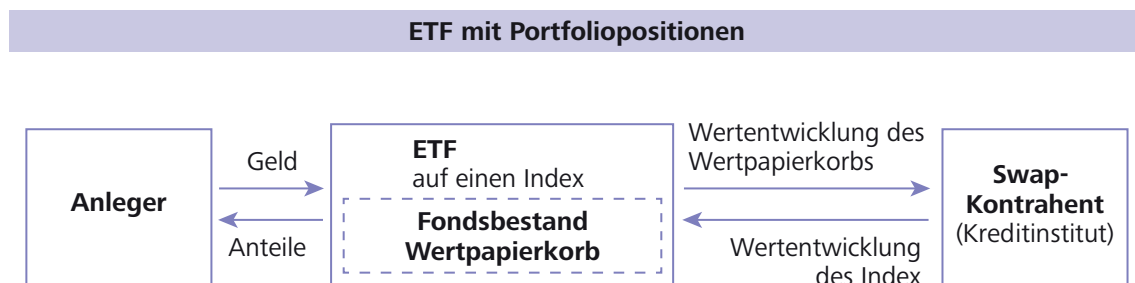 ETF mit Portfoliopositionen
Anleger
Geld
Anteile
ETF
auf einen Index
Fondsbestand
Wertpapierkorb
Wertentwicklung des
Wertpapierkorbs
Wertentwicklung
des Index
Swap-
Kontrahent
(Kreditinstitut)